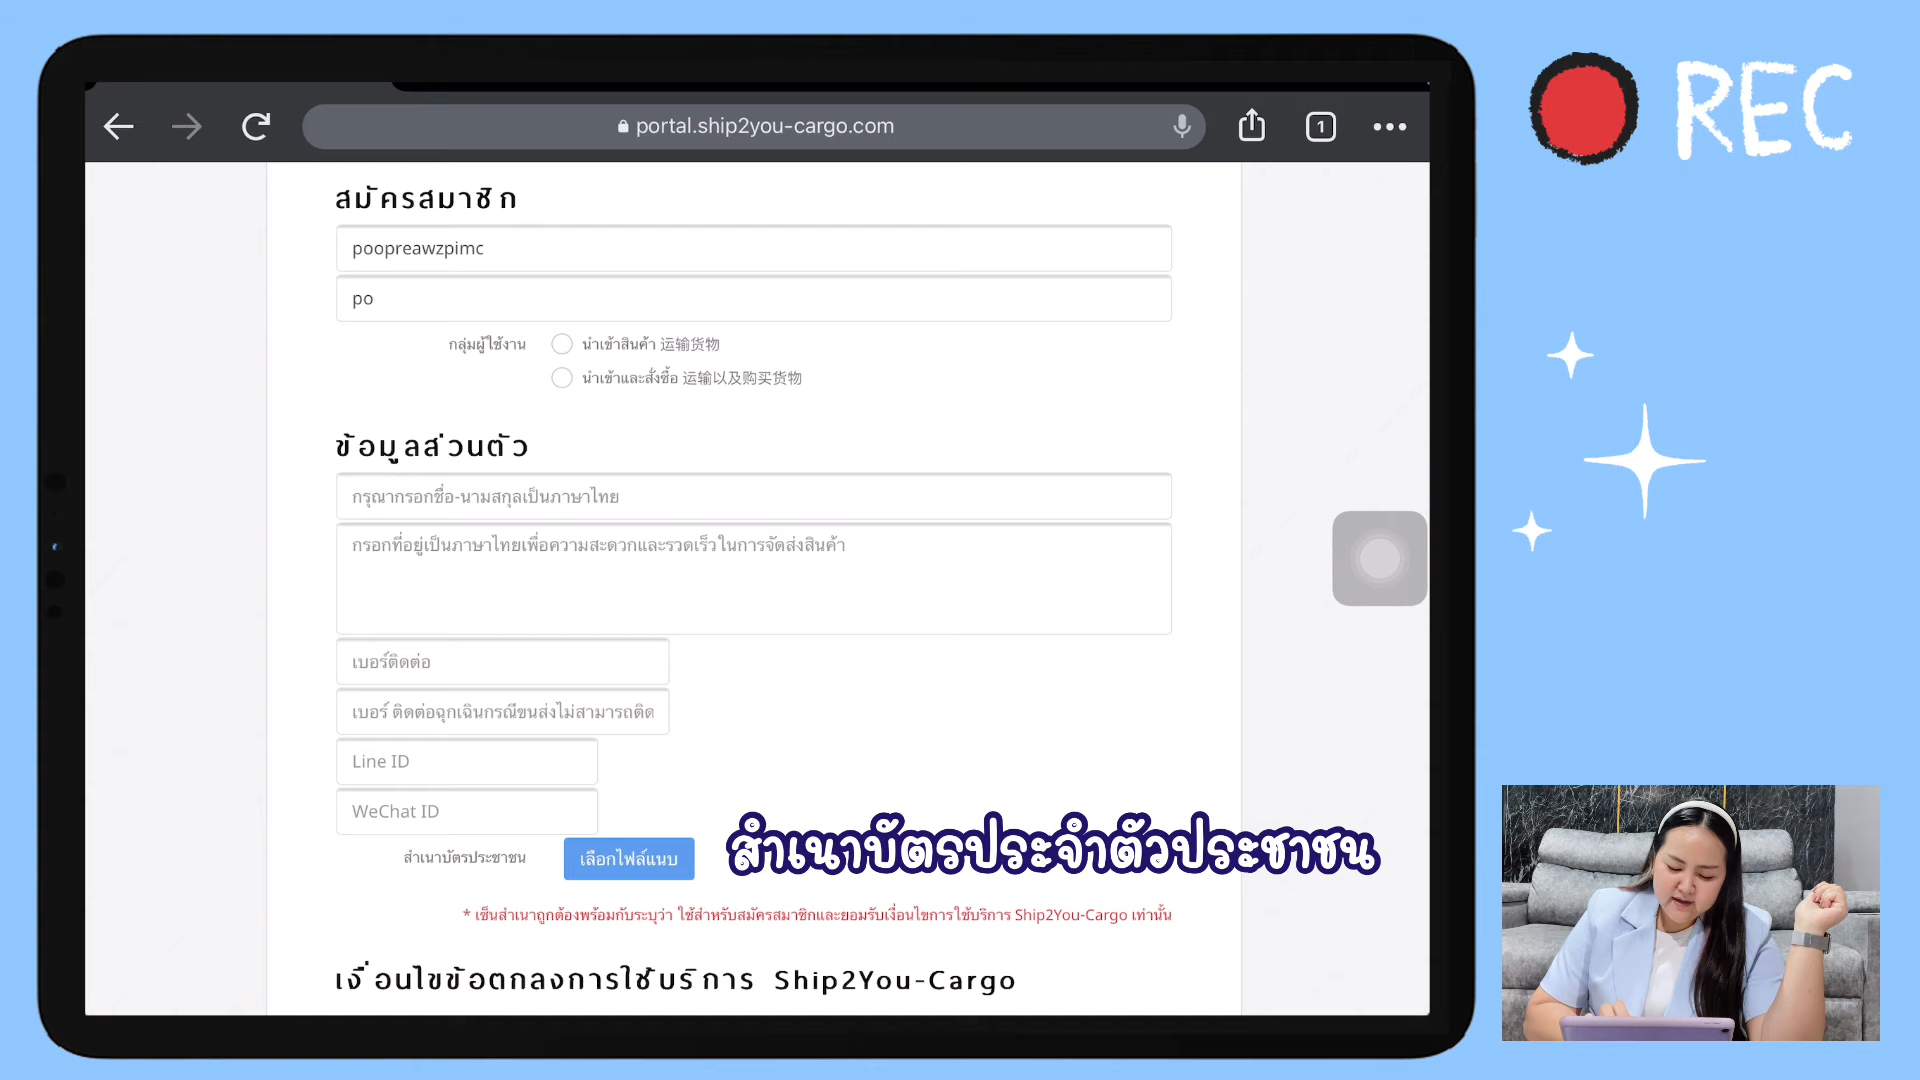 portal.ship2you-cargo.com
1
REC
สมัครสมาชิก
poopreawzpimc
po
กลุ่มผู้ใช้งาน
นำเข้าสินค้า 运输货物
นำเข้าและสั่งซื้อ 运输以及购买货物
ข้อมูลส่วนตัว
กรุณากรอกชื่อ-นามสกุลเป็นภาษาไทย
กรอกที่อยู่เป็นภาษาไทยเพื่อความสะดวกและรวดเร็วในการจัดส่งสินค้า
เบอร์ติดต่อ
เบอร์ ติดต่อฉุกเฉินกรณีขนส่งไม่สามารถติด
Line ID
WeChat ID
สำเนาบัตรประชาชน
เลือกไฟล์แนบ
สำเนาบัตรประจำตัวประชาชน
* เซ็นสำเนาถูกต้องพร้อมกับระบุว่า ใช้สำหรับสมัครสมาชิกและยอมรับเงื่อนไขการใช้บริการ Ship2You-Cargo เท่านั้น
เงื่อนไขข้อตกลงการใช้บริการ Ship2You-Cargo